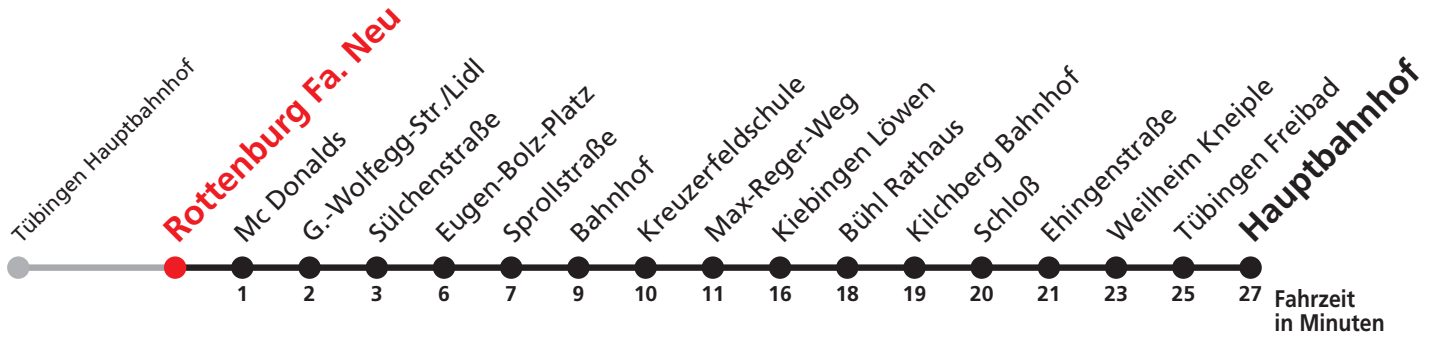 Tübingen Hauptbahnhof
Rottenburg Fa. Neu
Mc Donalds
G.-Wolfegg-Str./Lidl
Sülchenstraße
Eugen-Bolz-Platz
Sprollstraße
Bahnhof
Kreuzerfeldschule
Max-Reger-Weg
Kiebingen Löwen
Bühl Rathaus
Kilchberg Bahnhof
Schloß
Ehingenstraße
Weilheim Kneiple
Tübingen Freibad
Hauptbahnhof
1 2 3 6 7 9 10 11 16 18 19 20 21 23 25 27
Fahrzeit
in Minuten